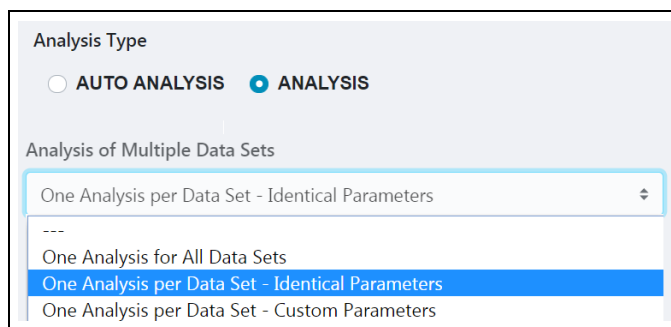 Analysis Type
AUTO ANALYSIS ANALYSIS
Analysis of Multiple Data Sets
One Analysis per Data Set - Identical Parameters
---
One Analysis for All Data Sets
One Analysis per Data Set - Identical Parameters
One Analysis per Data Set - Custom Parameters